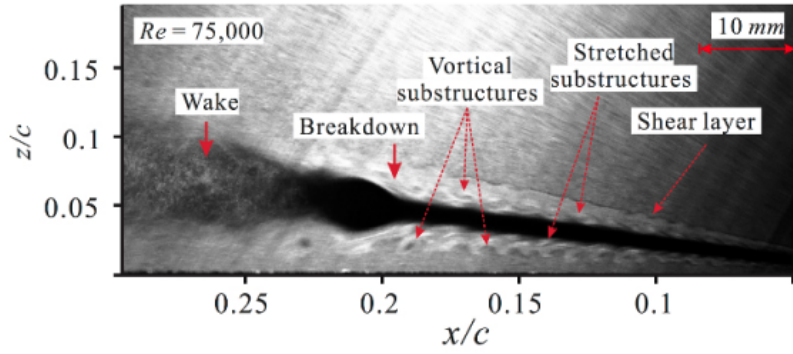 Re = 75,000
10 mm
Vortical
substructures
Stretched
substructures
Wake
Breakdown
Shear layer
z/c
0.15
0.1
0.05
0.25
0.2
0.15
0.1
x/c